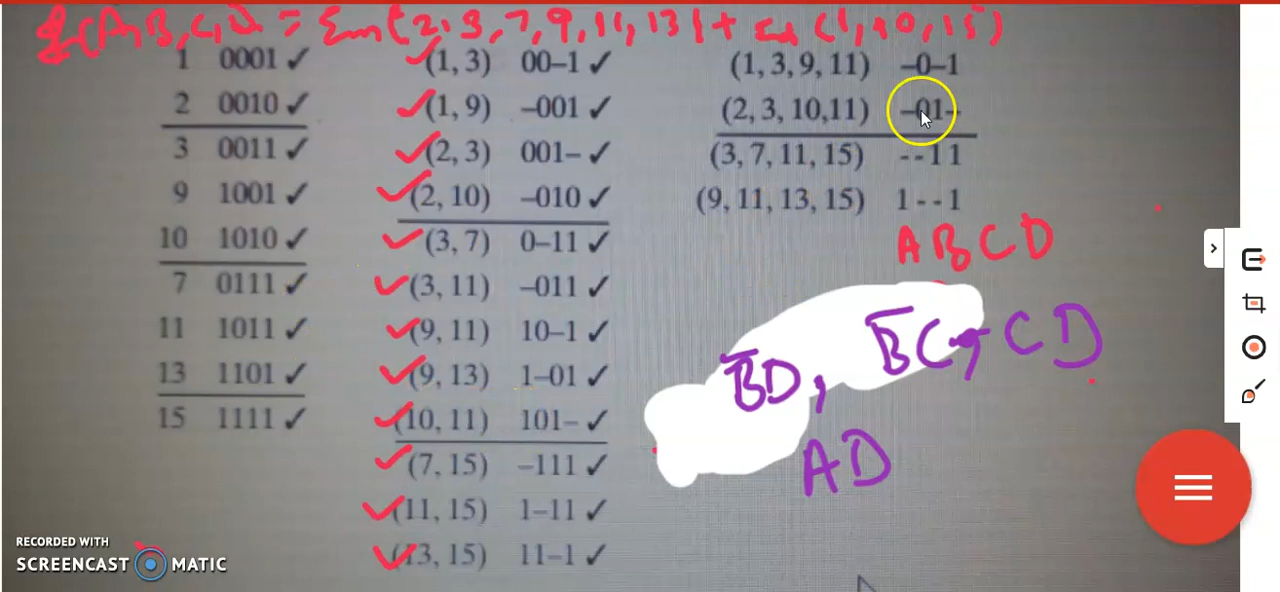 f(A,B,C,D) = Σm(2,3,7,9,11,13) + Σd(1,10,15)
1 0001 ✓ (1, 3) 00–1 ✓ (1, 3, 9, 11) –0–1
2 0010 ✓ (1, 9) –001 ✓ (2, 3, 10,11) –01–
3 0011 ✓ (2, 3) 001– ✓ (3, 7, 11, 15) --11
9 1001 ✓ (2, 10) –010 ✓ (9, 11, 13, 15) 1--1
10 1010 ✓ (3, 7) 0–11 ✓ ABCD
7 0111 ✓ (3, 11) –011 ✓
11 1011 ✓ (9, 11) 10–1 ✓ B̅D, B̅C, CD
13 1101 ✓ (9, 13) 1–01 ✓
15 1111 ✓ (10, 11) 101– ✓
(7, 15) –111 ✓ AD
(11, 15) 1–11 ✓
(13, 15) 11–1 ✓
RECORDED WITH
SCREENCAST MATIC